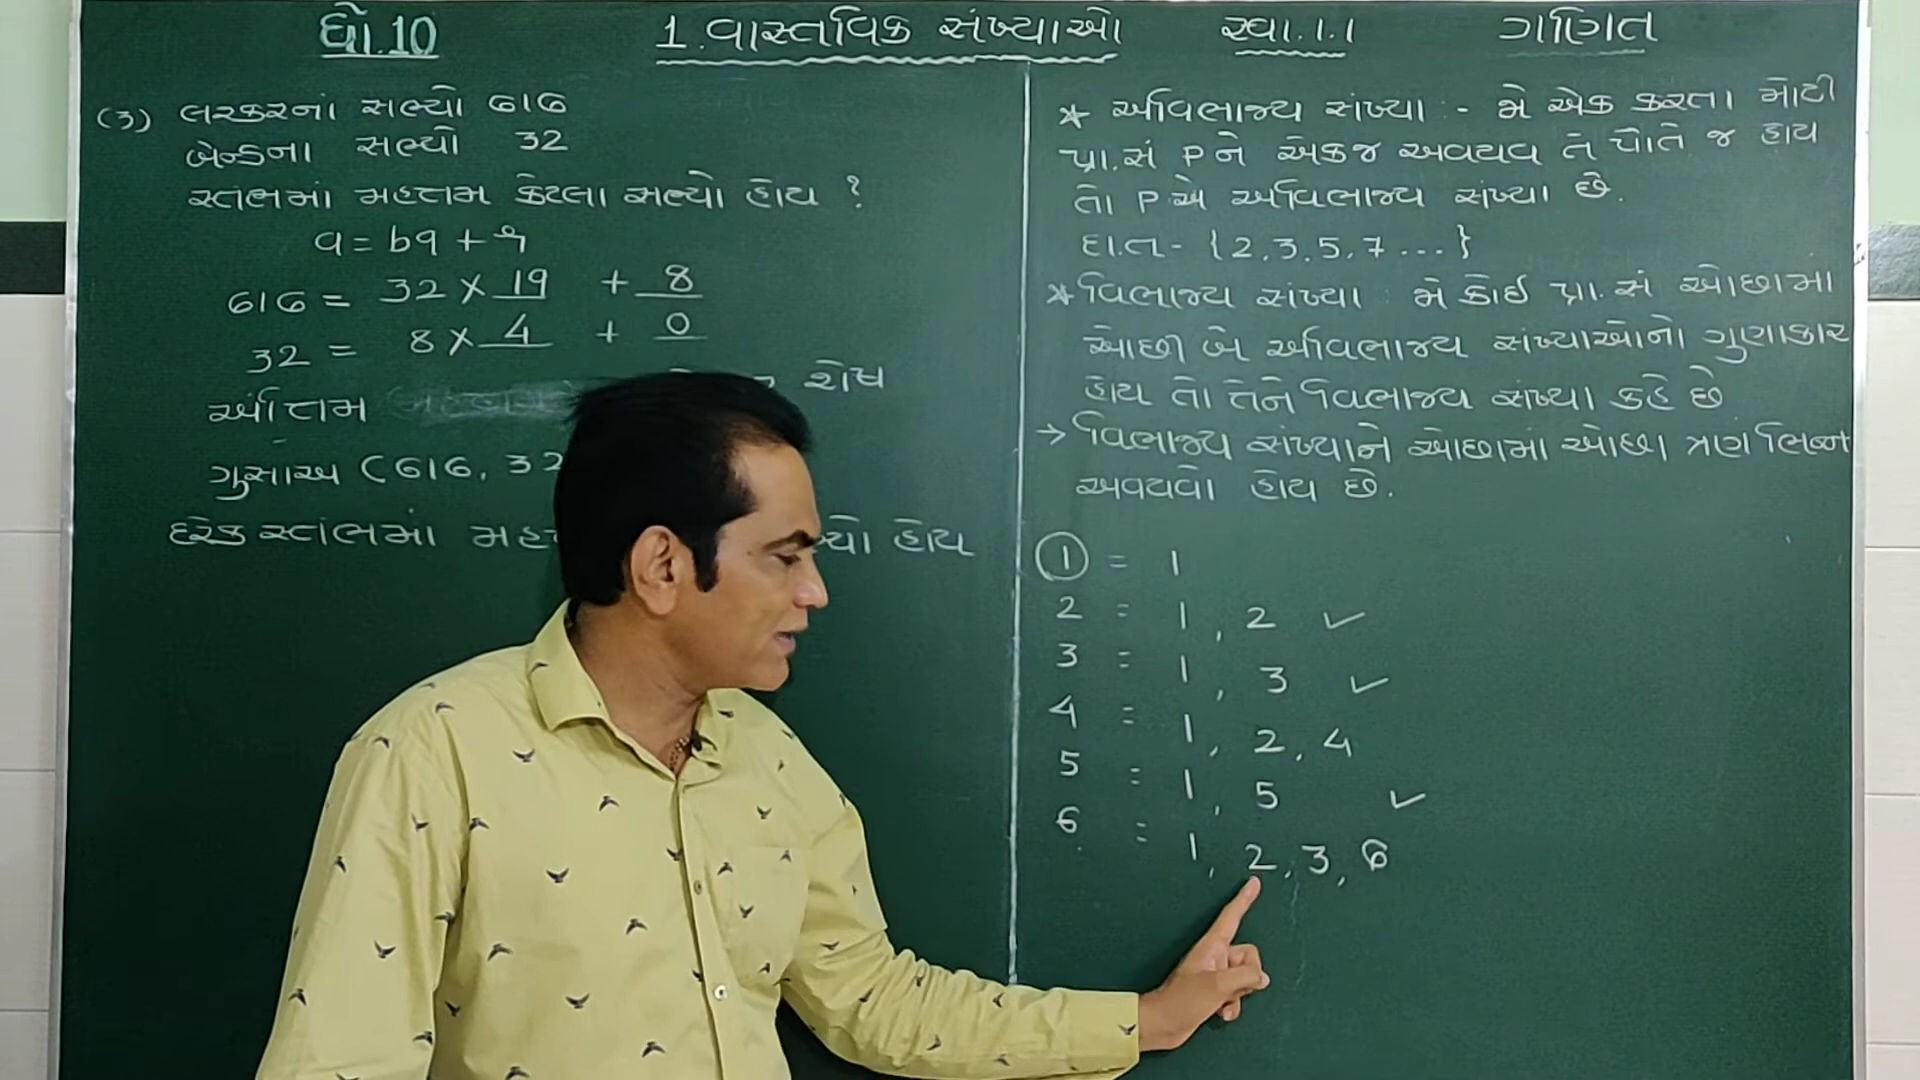 ધો.10
1. વાસ્તવિક સંખ્યાઓ
સ્વા.1.1
ગણિત
(3) લશ્કરનાં સભ્યો 616
બેન્ડના સભ્યો 32
સ્તંભમાં મહત્તમ કેટલા સભ્યો હોય ?
a = bq + r
616 = 32 × 19 + 8
32 = 8 × 4 + 0
અંતિમ શેષ
ગુસાઅ (616, 32
દરેક સ્તંભમાં હોય
* અવિભાજ્ય સંખ્યા :- જો એક કરતા મોટી
પ્રા.સં P ને એકજ અવયવ તે પોતે જ હોય
તો P એ અવિભાજ્ય સંખ્યા છે.
દા.ત - {2, 3, 5, 7 ...}
* વિભાજ્ય સંખ્યા : જો કોઈ પ્રા.સં ઓછામાં
ઓછી બે અવિભાજ્ય સંખ્યાઓનો ગુણાકાર
હોય તો તેને વિભાજ્ય સંખ્યા કહે છે
→ વિભાજ્ય સંખ્યાને ઓછામાં ઓછા ત્રણ ભિન્ન
અવયવો હોય છે.
1 = 1
2 = 1, 2 ✓
3 = 1, 3 ✓
4 = 1, 2, 4
5 = 1, 5 ✓
6 = 1, 2, 3, 6